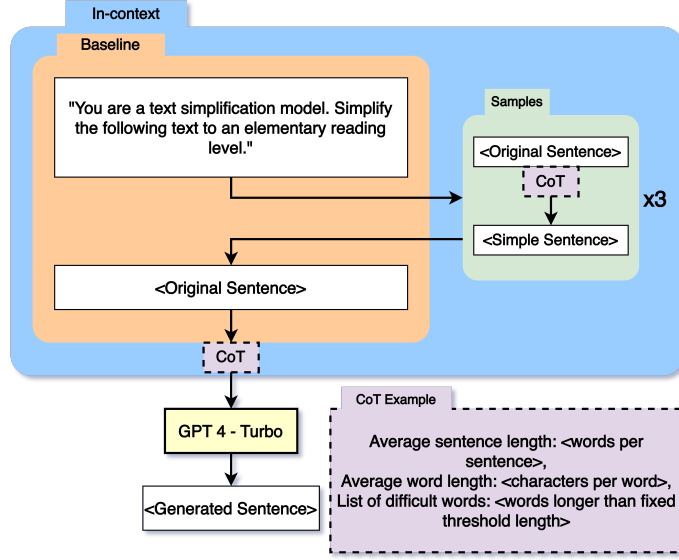 In-context
Baseline
"You are a text simplification model. Simplify
the following text to an elementary reading
level."
Samples
<Original Sentence>
CoT
x3
<Simple Sentence>
<Original Sentence>
CoT
GPT 4 - Turbo
<Generated Sentence>
CoT Example
Average sentence length: <words per
sentence>,
Average word length: <characters per word>,
List of difficult words: <words longer than fixed
threshold length>